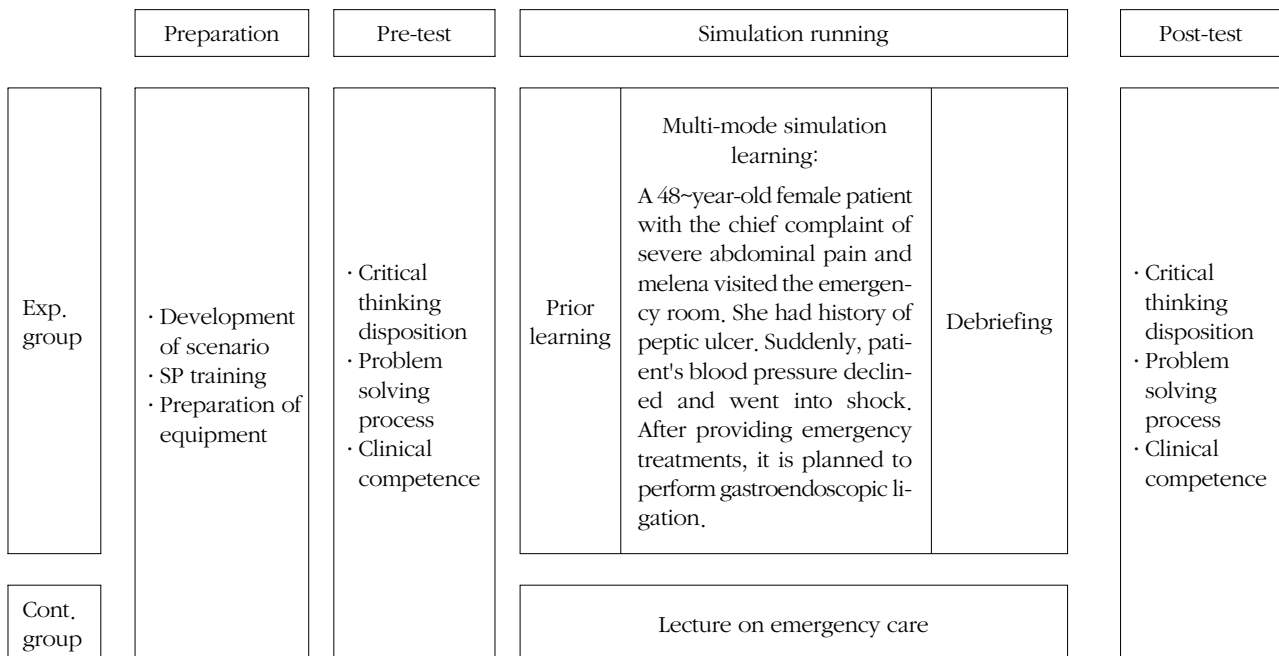 Preparation
Pre-test
Simulation running
Post-test
Exp.
group
· Development
of scenario
· SP training
· Preparation of
equipment
· Critical
thinking
disposition
· Problem
solving
process
· Clinical
competence
Prior
learning
Multi-mode simulation
learning:
A 48~year-old female patient
with the chief complaint of
severe abdominal pain and
melena visited the emergen-
cy room. She had history of
peptic ulcer. Suddenly, pati-
ent's blood pressure declin-
ed and went into shock.
After providing emergency
treatments, it is planned to
perform gastroendoscopic li-
gation.
Debriefing
· Critical
thinking
disposition
· Problem
solving
process
· Clinical
competence
Cont.
group
Lecture on emergency care